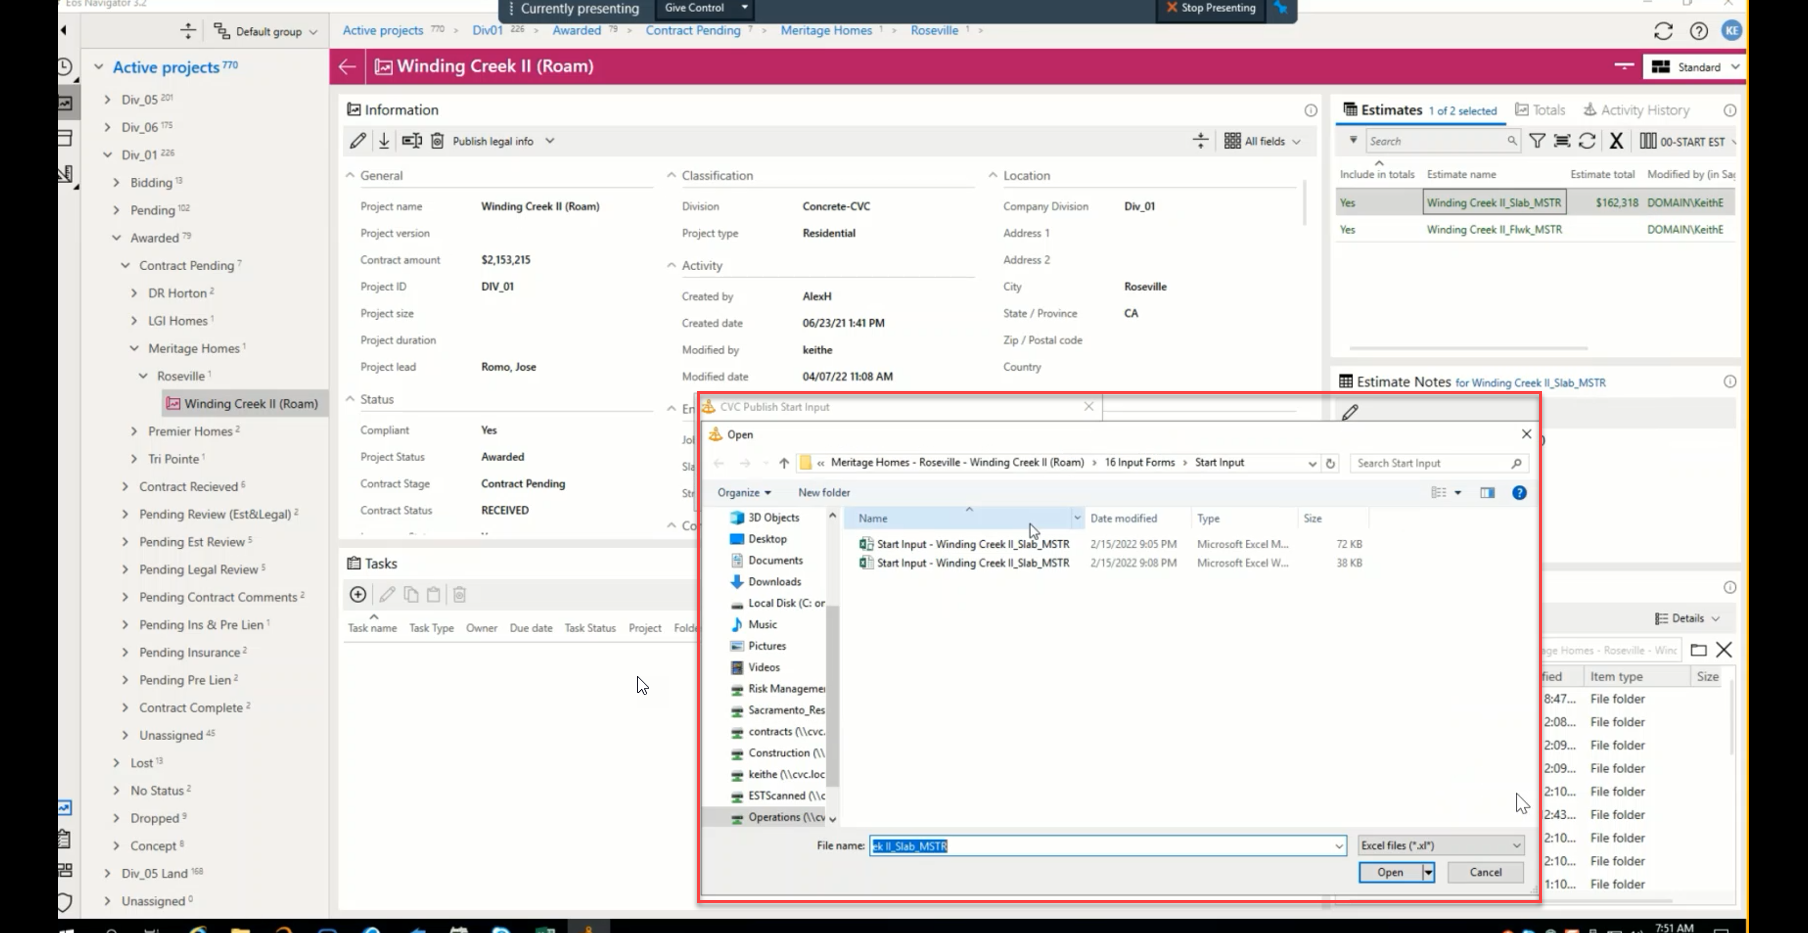 Eos Navigator 3.2
Currently presenting
Give Control
Stop Presenting
Default group
Active projects 770 > Div01 226 > Awarded 79 > Contract Pending 7 > Meritage Homes 1 > Roseville 1 >
KE
Active projects 770
Div_05 201
Div_06 175
Div_01 226
Bidding 13
Pending 102
Awarded 79
Contract Pending 7
DR Horton 2
LGI Homes 1
Meritage Homes 1
Roseville 1
Winding Creek II (Roam)
Premier Homes 2
Tri Pointe 1
Contract Recieved 6
Pending Review (Est&Legal) 2
Pending Est Review 5
Pending Legal Review 5
Pending Contract Comments 2
Pending Ins & Pre Lien 1
Pending Insurance 2
Pending Pre Lien 2
Contract Complete 2
Unassigned 45
Lost 13
No Status 2
Dropped 9
Concept 8
Div_05 Land 168
Unassigned 0
Winding Creek II (Roam)
Standard
Information
Publish legal info
All fields
General
Project name Winding Creek II (Roam)
Project version
Contract amount $2,153,215
Project ID DIV_01
Project size
Project duration
Project lead Romo, Jose
Status
Compliant Yes
Project Status Awarded
Contract Stage Contract Pending
Contract Status RECEIVED
Classification
Division Concrete-CVC
Project type Residential
Activity
Created by AlexH
Created date 06/23/21 1:41 PM
Modified by keithe
Modified date 04/07/22 11:08 AM
Location
Company Division Div_01
Address 1
Address 2
City Roseville
State / Province CA
Zip / Postal code
Country
Tasks
Task name Task Type Owner Due date Task Status Project Folde
Estimates 1 of 2 selected Totals Activity History
Search
00-START EST
Include in totals Estimate name Estimate total Modified by (in Sag
Yes Winding Creek II_Slab_MSTR $162,318 DOMAIN\KeithE
Yes Winding Creek II_Flwk_MSTR DOMAIN\KeithE
Estimate Notes for Winding Creek II_Slab_MSTR
CVC Publish Start Input
Open
« Meritage Homes - Roseville - Winding Creek II (Roam) > 16 Input Forms > Start Input
Search Start Input
Organize New folder
3D Objects
Desktop
Documents
Downloads
Local Disk (C: or
Music
Pictures
Videos
Risk Manageme
Sacramento_Res
contracts (\\cvc.
Construction (\\
keithe (\\cvc.loc
ESTScanned (\\c
Operations (\\cv
Name Date modified Type Size
Start Input - Winding Creek II_Slab_MSTR 2/15/2022 9:05 PM Microsoft Excel M... 72 KB
Start Input - Winding Creek II_Slab_MSTR 2/15/2022 9:08 PM Microsoft Excel W... 38 KB
File name: ek II_Slab_MSTR
Excel files (*.xl*)
Open Cancel
Details
age Homes - Roseville - Winc
fied Item type Size
8:47... File folder
2:08... File folder
2:09... File folder
2:09... File folder
2:10... File folder
2:43... File folder
2:10... File folder
2:10... File folder
1:10... File folder
7:51 AM